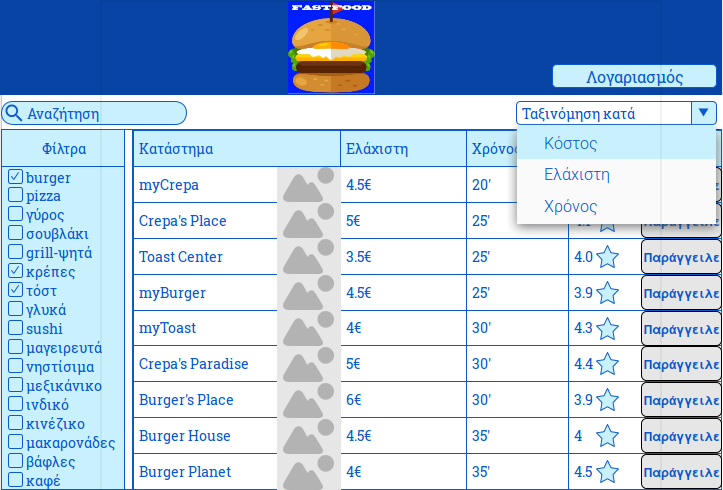 FASTFOOD
Λογαριασμός
Αναζήτηση
Ταξινόμηση κατά
Κόστος
Ελάχιστη
Χρόνος
Φίλτρα
burger
pizza
γύρος
σουβλάκι
grill-ψητά
κρέπες
τόστ
γλυκά
sushi
μαγειρευτά
νηστίσιμα
μεξικάνικο
ινδικό
κινέζικο
μακαρονάδες
βάφλες
καφέ
Κατάστημα Ελάχιστη Χρόνος
myCrepa 4.5€ 20'
Crepa's Place 5€ 25' Παράγγειλε
Toast Center 3.5€ 25' 4.0 Παράγγειλε
myBurger 4.5€ 25' 3.9 Παράγγειλε
myToast 4€ 30' 4.3 Παράγγειλε
Crepa's Paradise 5€ 30' 4.4 Παράγγειλε
Burger's Place 6€ 30' 3.9 Παράγγειλε
Burger House 4.5€ 35' 4 Παράγγειλε
Burger Planet 4€ 35' 4.5 Παράγγειλε